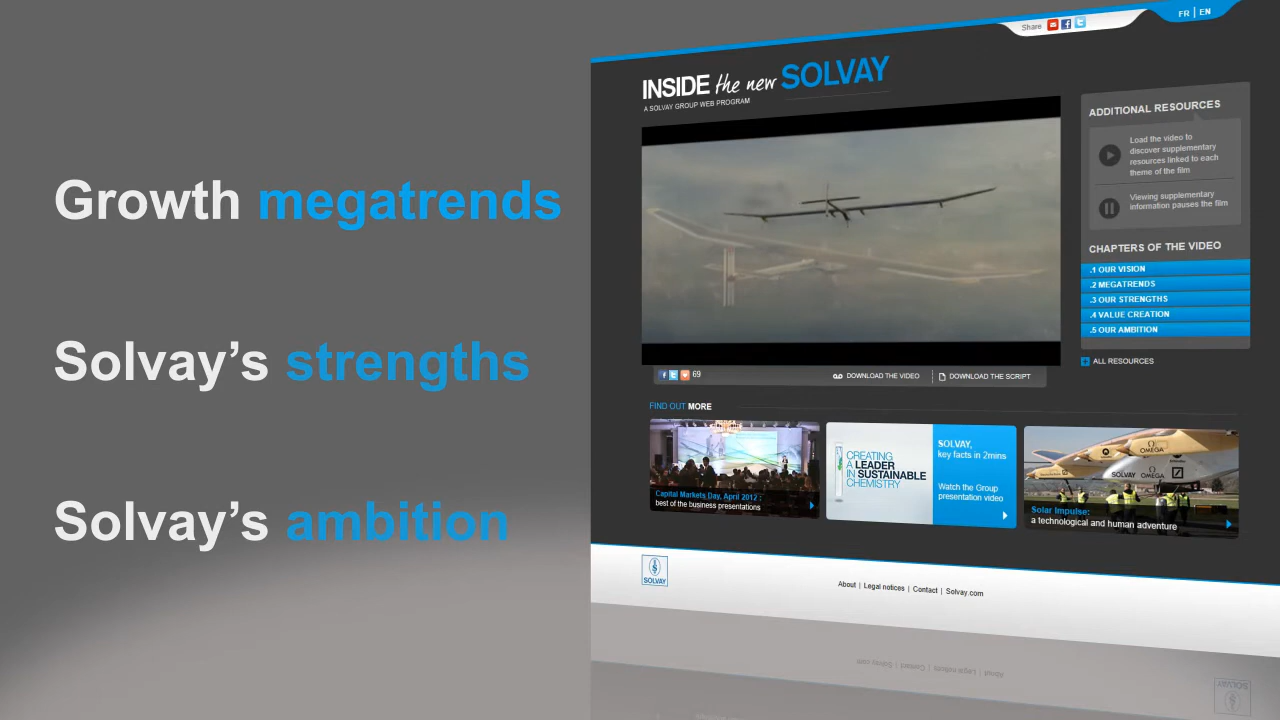 Growth megatrends
Solvay’s strengths
Solvay’s ambition
Share
FR | EN
INSIDE the new SOLVAY
A SOLVAY GROUP WEB PROGRAM
ADDITIONAL RESOURCES
Load the video to
discover supplementary
resources linked to each
theme of the film
Viewing supplementary
information pauses the film
CHAPTERS OF THE VIDEO
.1 OUR VISION
.2 MEGATRENDS
.3 OUR STRENGTHS
.4 VALUE CREATION
.5 OUR AMBITION
ALL RESOURCES
69
DOWNLOAD THE VIDEO
DOWNLOAD THE SCRIPT
FIND OUT MORE
Capital Markets Day, April 2012 :
best of the business presentations
CREATING
A LEADER
IN SUSTAINABLE
CHEMISTRY
SOLVAY,
key facts in 2mins
Watch the Group
presentation video
OMEGA
SOLVAY OMEGA
Solar Impulse:
a technological and human adventure
SOLVAY
About | Legal notices | Contact | Solvay.com